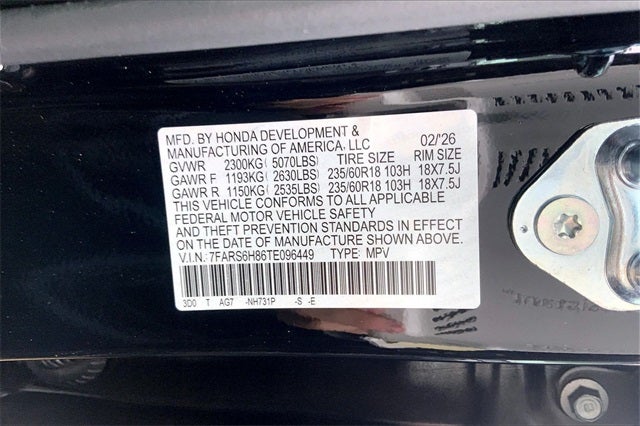 MFD. BY HONDA DEVELOPMENT &
MANUFACTURING OF AMERICA, LLC 02/'26
GVWR 2300KG (5070LBS) TIRE SIZE RIM SIZE
GAWR F 1193KG (2630LBS) 235/60R18 103H 18X7.5J
GAWR R 1150KG (2535LBS) 235/60R18 103H 18X7.5J
THIS VEHICLE CONFORMS TO ALL APPLICABLE
FEDERAL MOTOR VEHICLE SAFETY
AND THEFT PREVENTION STANDARDS IN EFFECT
ON THE DATE OF MANUFACTURE SHOWN ABOVE.
V.I.N.:7FARS6H86TE096449 TYPE: MPV
3D0 T AG7 -NH731P -S -E